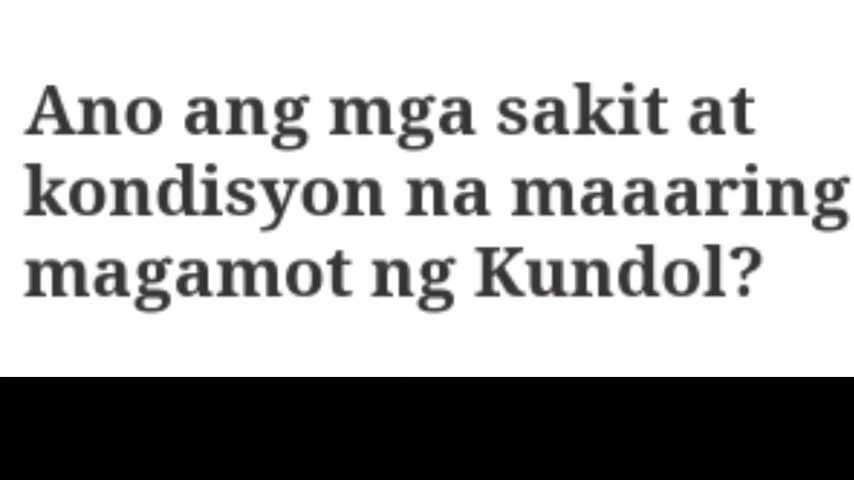 Ano ang mga sakit at
kondisyon na maaaring
magamot ng Kundol?